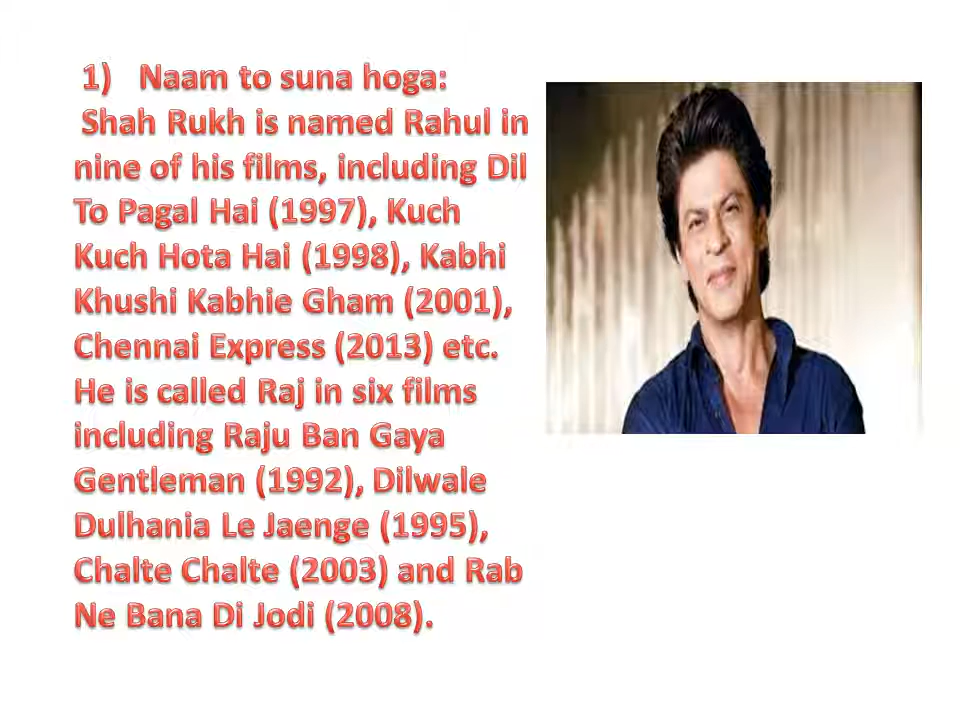 1) Naam to suna hoga:
Shah Rukh is named Rahul in
nine of his films, including Dil
To Pagal Hai (1997), Kuch
Kuch Hota Hai (1998), Kabhi
Khushi Kabhie Gham (2001),
Chennai Express (2013) etc.
He is called Raj in six films
including Raju Ban Gaya
Gentleman (1992), Dilwale
Dulhania Le Jaenge (1995),
Chalte Chalte (2003) and Rab
Ne Bana Di Jodi (2008).